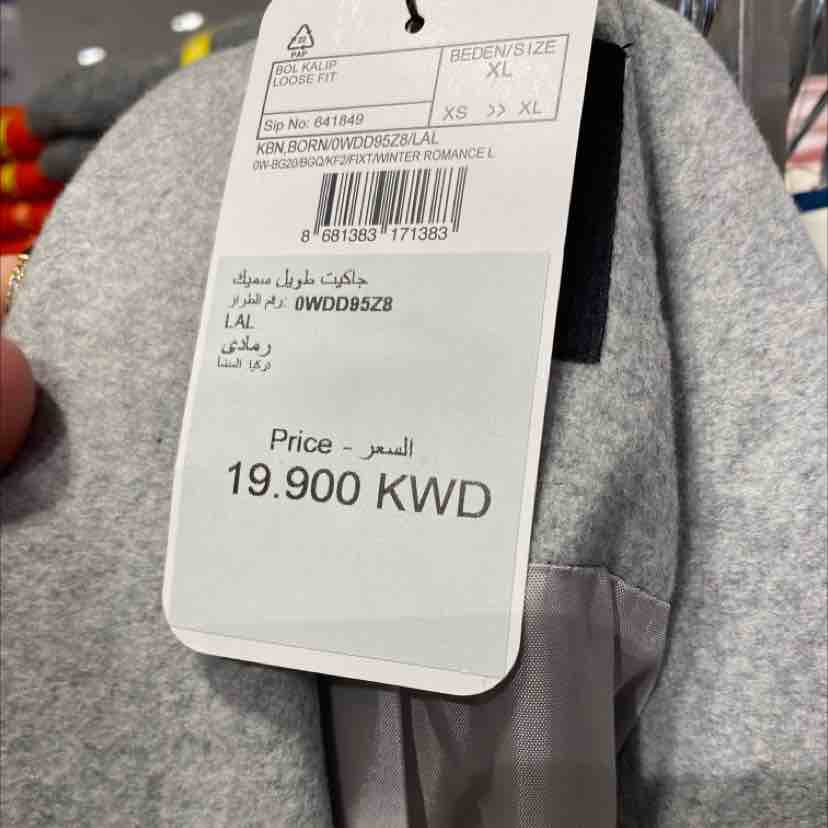 22
PAP
BOL KALIP
LOOSE FIT
BEDEN/SIZE
XL
Sip No: 641849
XS >> XL
KBN,BORN/0WDD95Z8/LAL
0W-BG20/BGQ/KF2/FIXT/WINTER ROMANCE L
8 681383 171383
جاكيت طويل سميك
رقم الطراز: 0WDD95Z8
LAL
رمادى
تركيا المنشأ
Price - السعر
19.900 KWD